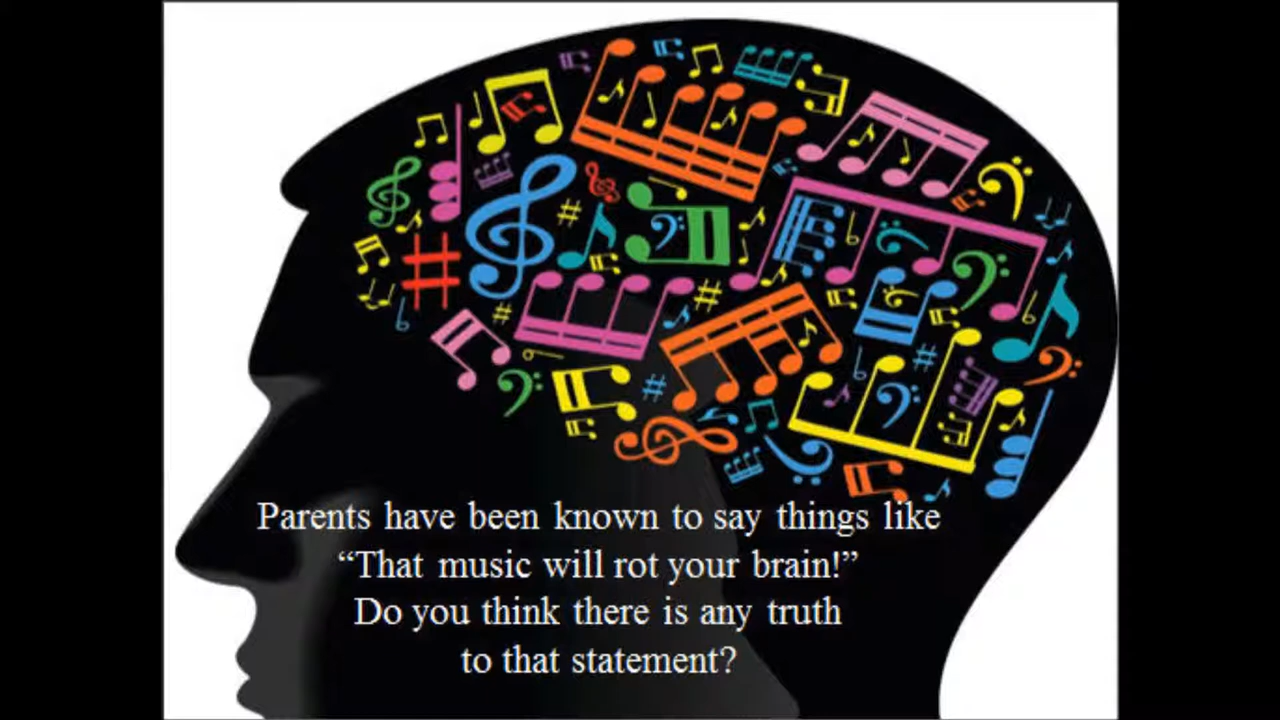 Parents have been known to say things like
“That music will rot your brain!”
Do you think there is any truth
to that statement?